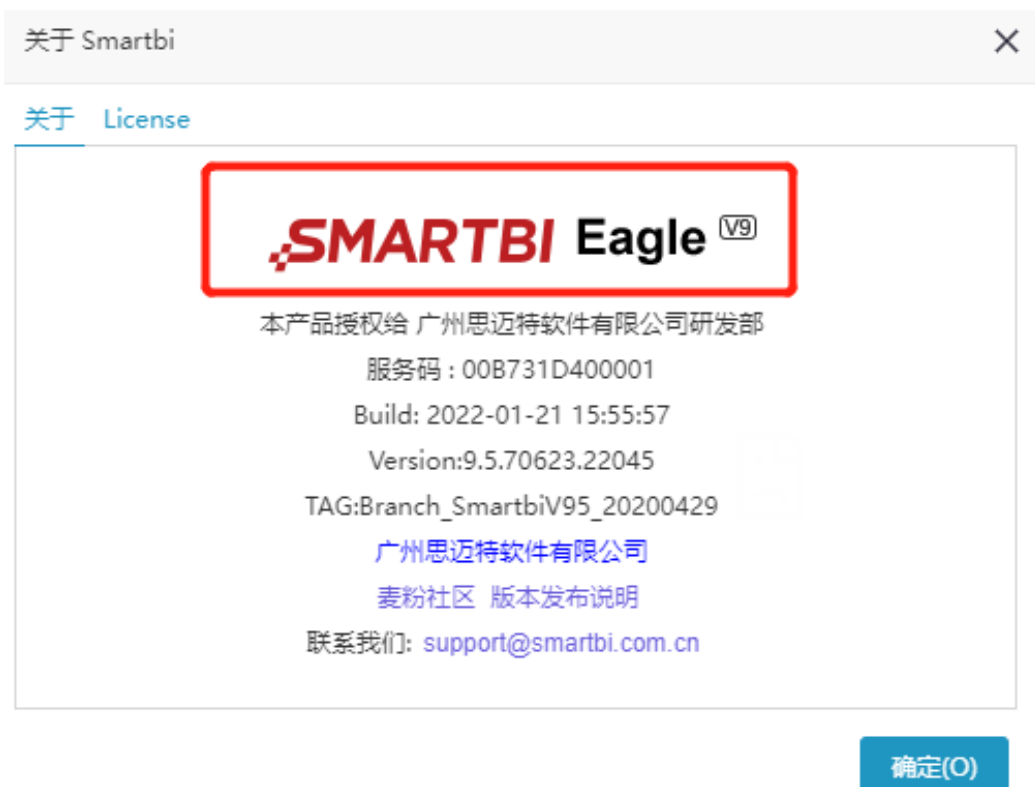 关于 Smartbi
关于 License
SMARTBI Eagle V9
本产品授权给 广州思迈特软件有限公司研发部
服务码 : 00B731D400001
Build: 2022-01-21 15:55:57
Version:9.5.70623.22045
TAG:Branch_SmartbiV95_20200429
广州思迈特软件有限公司
麦粉社区 版本发布说明
联系我们: support@smartbi.com.cn
确定(O)